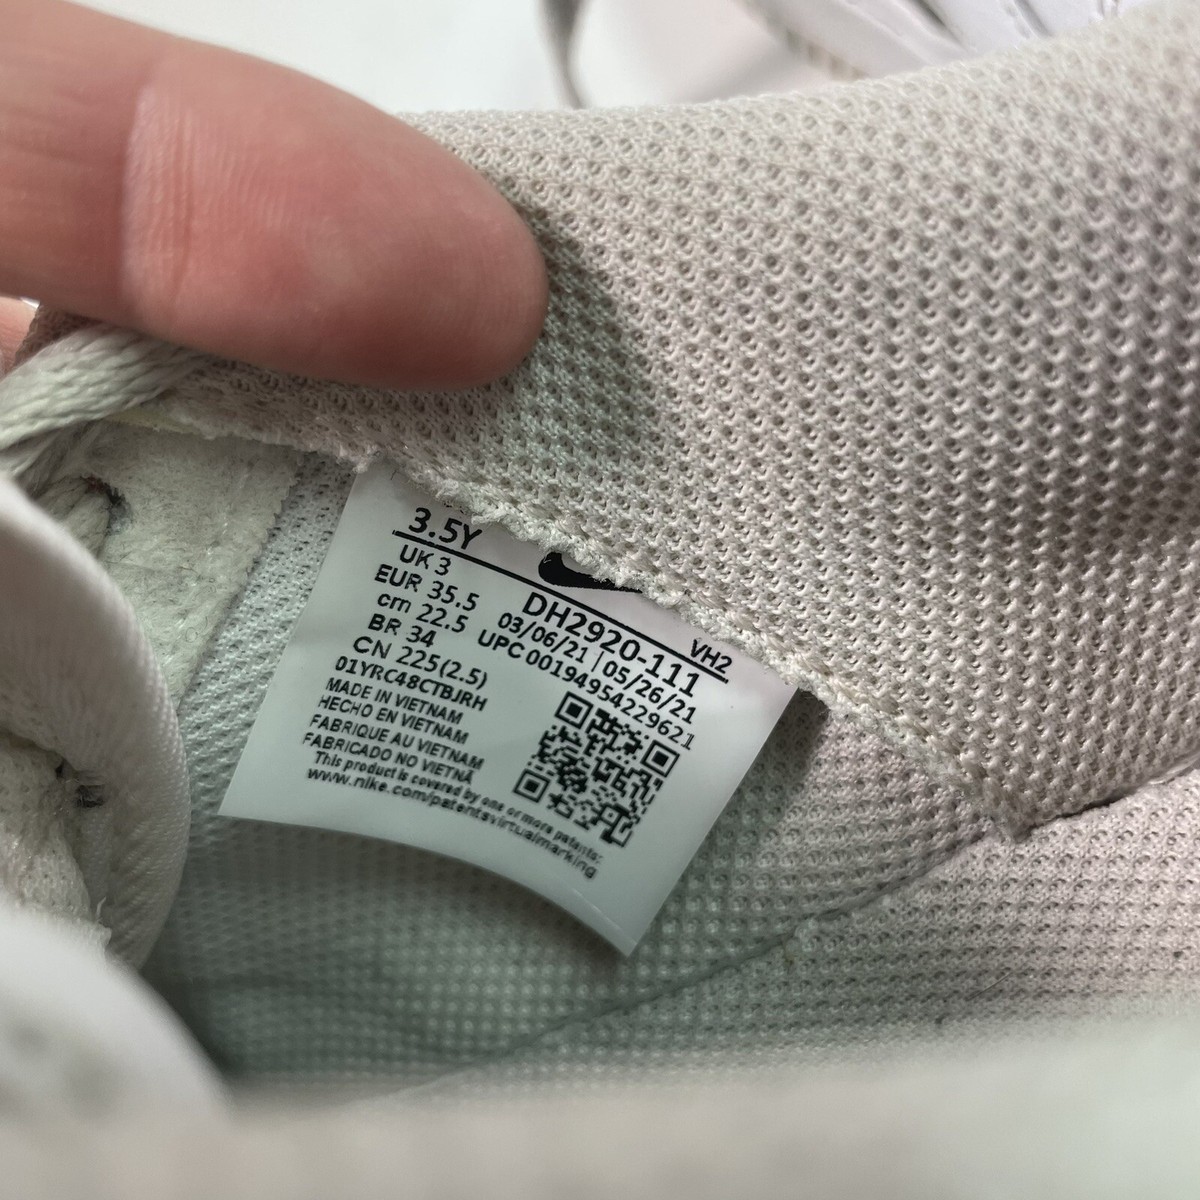 3.5Y
UK 3
EUR 35.5
cm 22.5
BR 34
CN 225(2.5)
01YRC48CTBJRH
VH2
DH2920-111
03/06/21 | 05/26/21
UPC 00194954229621
MADE IN VIETNAM
HECHO EN VIETNAM
FABRIQUE AU VIETNAM
FABRICADO NO VIETNÃ
This product is covered by one or more patents:
www.nike.com/patentsvirtualmarking